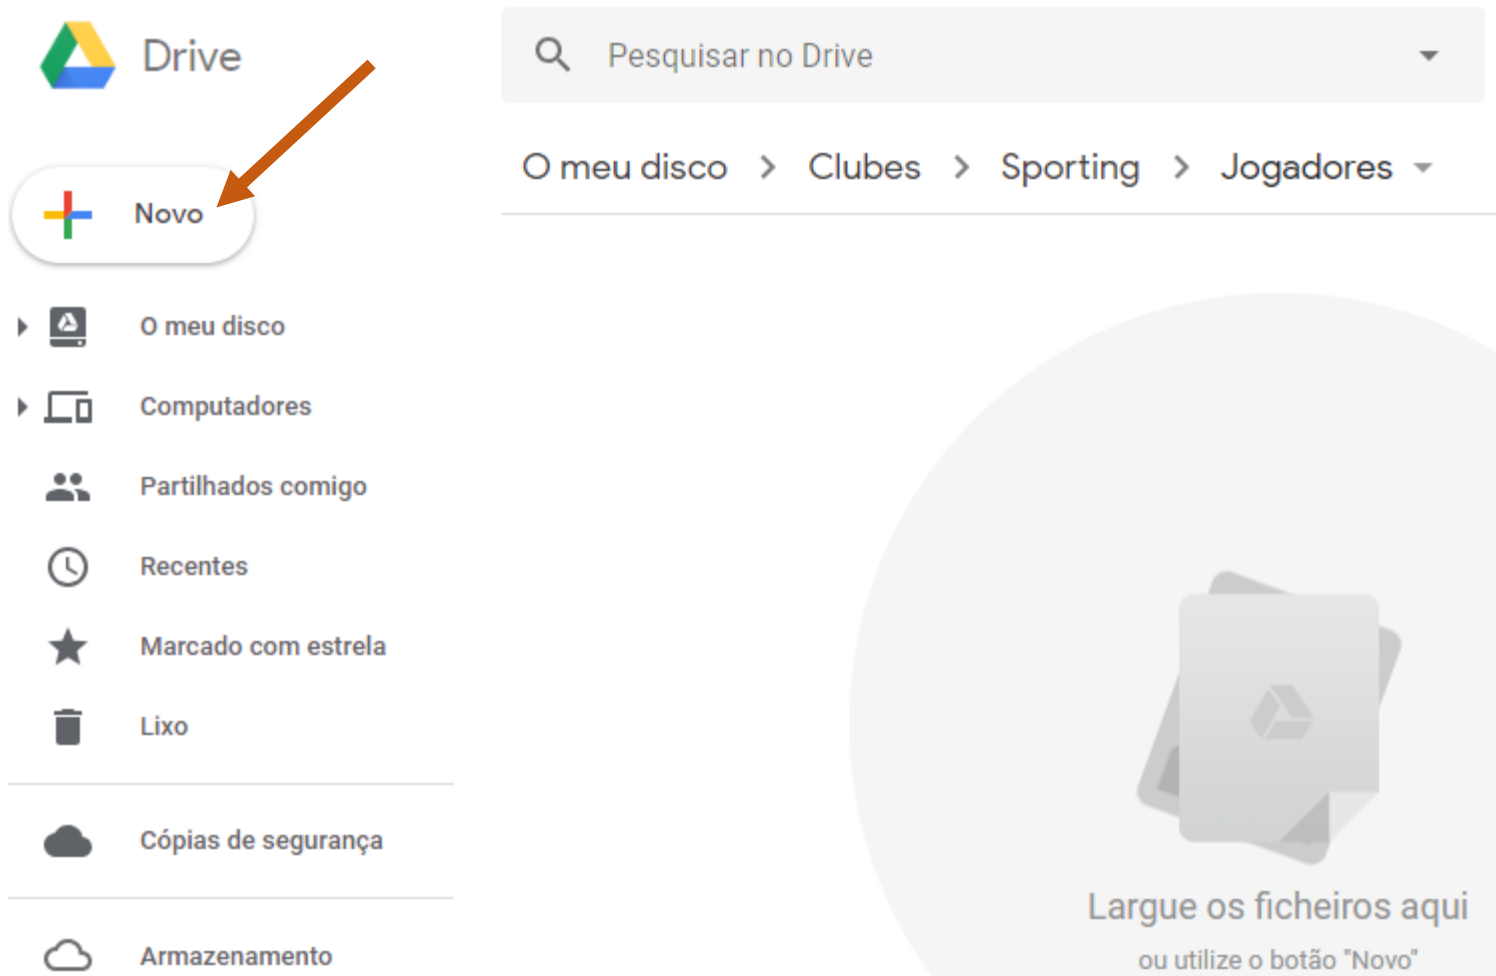 Drive
Pesquisar no Drive
O meu disco > Clubes > Sporting > Jogadores
Novo
O meu disco
Computadores
Partilhados comigo
Recentes
Marcado com estrela
Lixo
Cópias de segurança
Armazenamento
Largue os ficheiros aqui
ou utilize o botão "Novo"